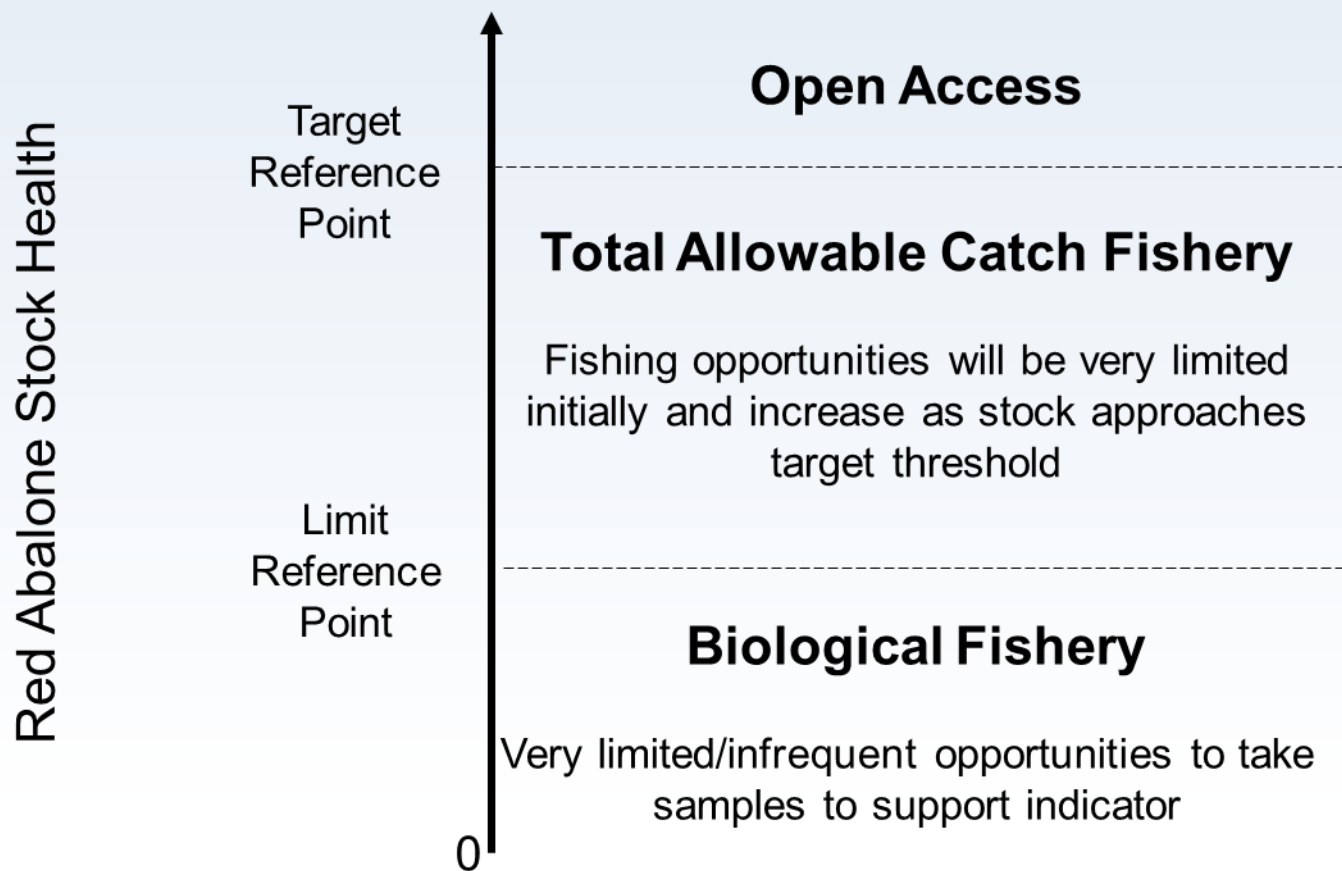 Red Abalone Stock Health
Target
Reference
Point
Limit
Reference
Point
0
Open Access
Total Allowable Catch Fishery
Fishing opportunities will be very limited
initially and increase as stock approaches
target threshold
Biological Fishery
Very limited/infrequent opportunities to take
samples to support indicator